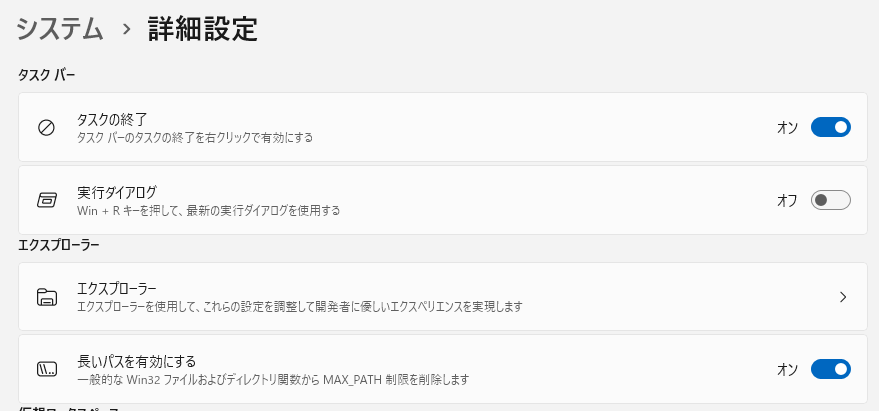 システム › 詳細設定
タスク バー
タスクの終了
タスク バーのタスクの終了を右クリックで有効にする
オン
実行ダイアログ
Win + R キーを押して、最新の実行ダイアログを使用する
オフ
エクスプローラー
エクスプローラー
エクスプローラーを使用して、これらの設定を調整して開発者に優しいエクスペリエンスを実現します
長いパスを有効にする
一般的な Win32 ファイルおよびディレクトリ関数から MAX_PATH 制限を削除します
オン